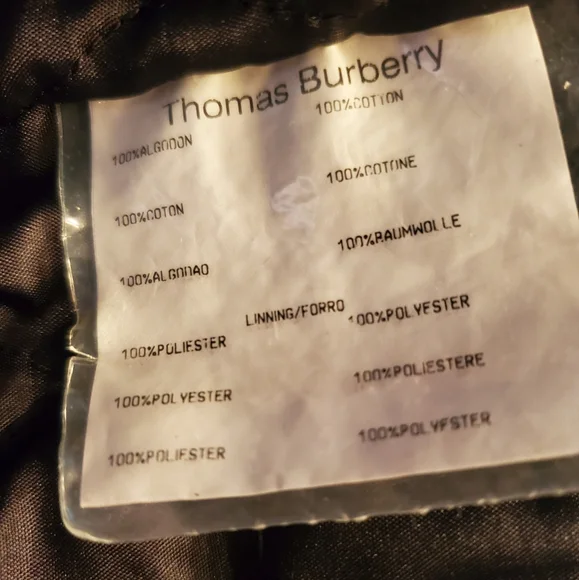 Thomas Burberry
100%ALGODON 100%COTTON
100%COTON 100%COTONE
100%ALGODAO 100%BAUMWOLLE
LINNING/FORRO
100%POLIESTER 100%POLYESTER
100%POLYESTER 100%POLIESTERE
100%POLIESTER 100%POLYESTER